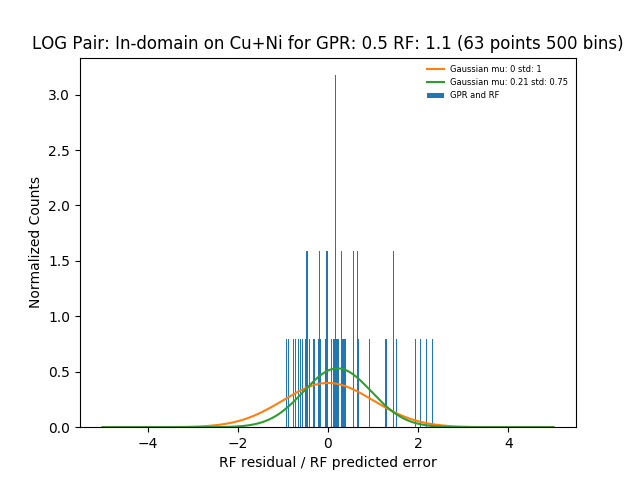 LOG Pair: In-domain on Cu+Ni for GPR: 0.5 RF: 1.1 (63 points 500 bins)
Gaussian mu: 0 std: 1
Gaussian mu: 0.21 std: 0.75
GPR and RF
Normalized Counts
3.0
2.5
2.0
1.5
1.0
0.5
0.0
−4
−2
0
2
4
RF residual / RF predicted error